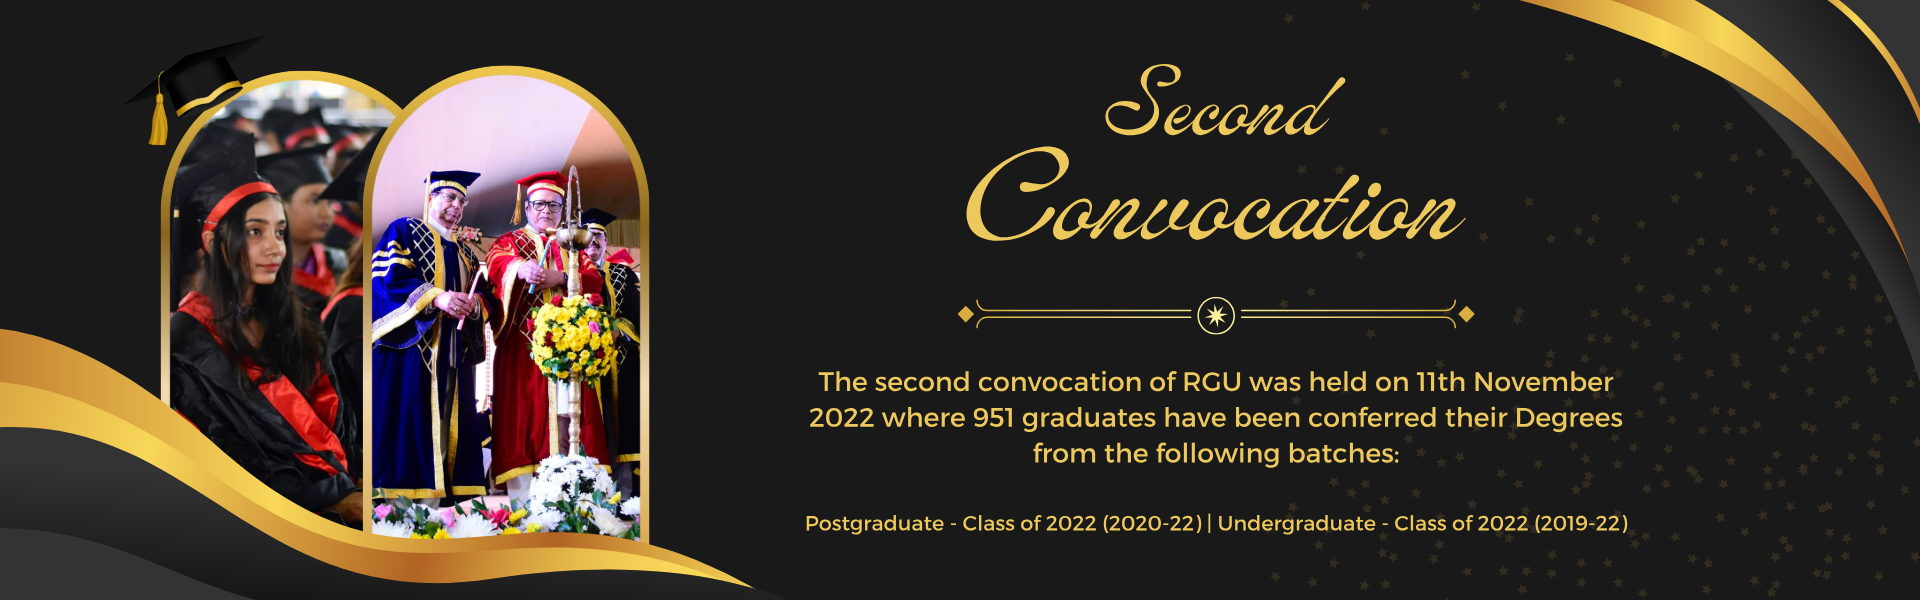 Second
Convocation
The second convocation of RGU was held on 11th November
2022 where 951 graduates have been conferred their Degrees
from the following batches:
Postgraduate - Class of 2022 (2020-22) | Undergraduate - Class of 2022 (2019-22)